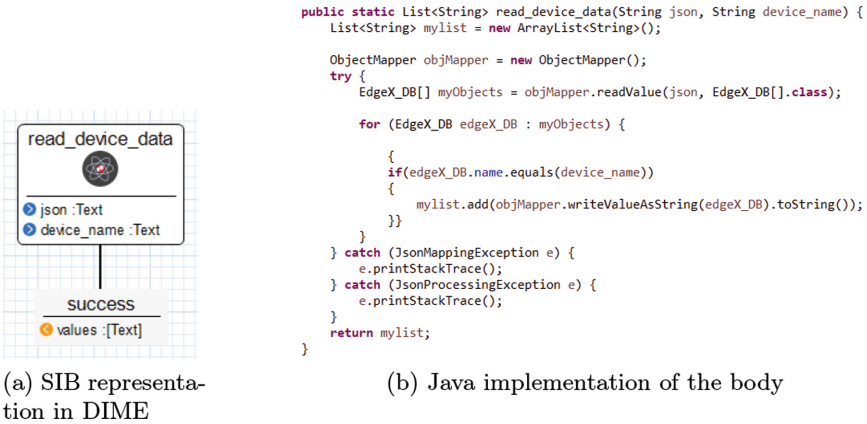 read_device_data
json :Text
device_name :Text
success
values :[Text]
(a) SIB representa-
tion in DIME
public static List<String> read_device_data(String json, String device_name) {
List<String> mylist = new ArrayList<String>();
ObjectMapper objMapper = new ObjectMapper();
try {
EdgeX_DB[] myObjects = objMapper.readValue(json, EdgeX_DB[].class);
for (EdgeX_DB edgeX_DB : myObjects) {
{
if(edgeX_DB.name.equals(device_name))
{
mylist.add(objMapper.writeValueAsString(edgeX_DB).toString());
}}
}
} catch (JsonMappingException e) {
e.printStackTrace();
} catch (JsonProcessingException e) {
e.printStackTrace();
}
return mylist;
}
(b) Java implementation of the body